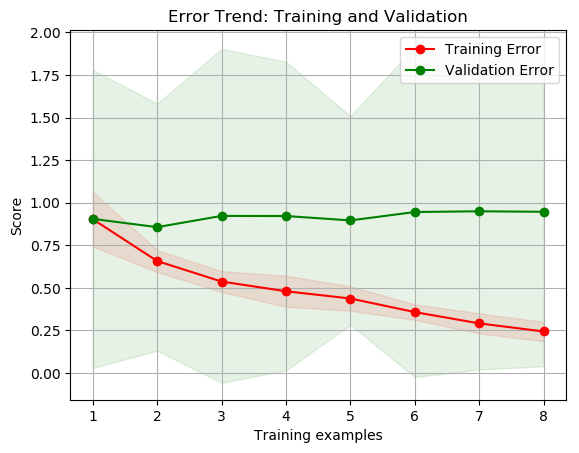 Error Trend: Training and Validation
Training Error
Validation Error
2.00
1.75
1.50
1.25
1.00
0.75
0.50
0.25
0.00
Score
1 2 3 4 5 6 7 8
Training examples